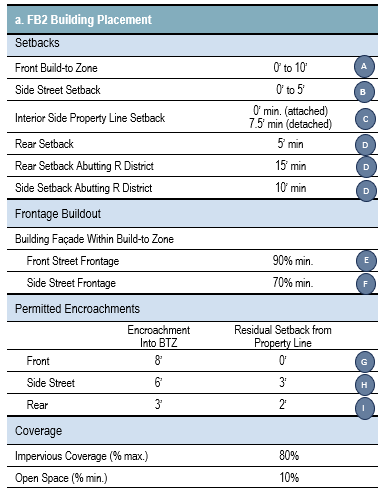 a. FB2 Building Placement
Setbacks
Front Build-to Zone 0' to 10' A
Side Street Setback 0' to 5' B
Interior Side Property Line Setback 0' min. (attached) C
7.5' min (detached)
Rear Setback 5' min D
Rear Setback Abutting R District 15' min D
Side Setback Abutting R District 10' min D
Frontage Buildout
Building Façade Within Build-to Zone
Front Street Frontage 90% min. E
Side Street Frontage 70% min. F
Permitted Encroachments
Encroachment Residual Setback from
Into BTZ Property Line
Front 8' 0' G
Side Street 6' 3' H
Rear 3' 2' I
Coverage
Impervious Coverage (% max.) 80%
Open Space (% min.) 10%